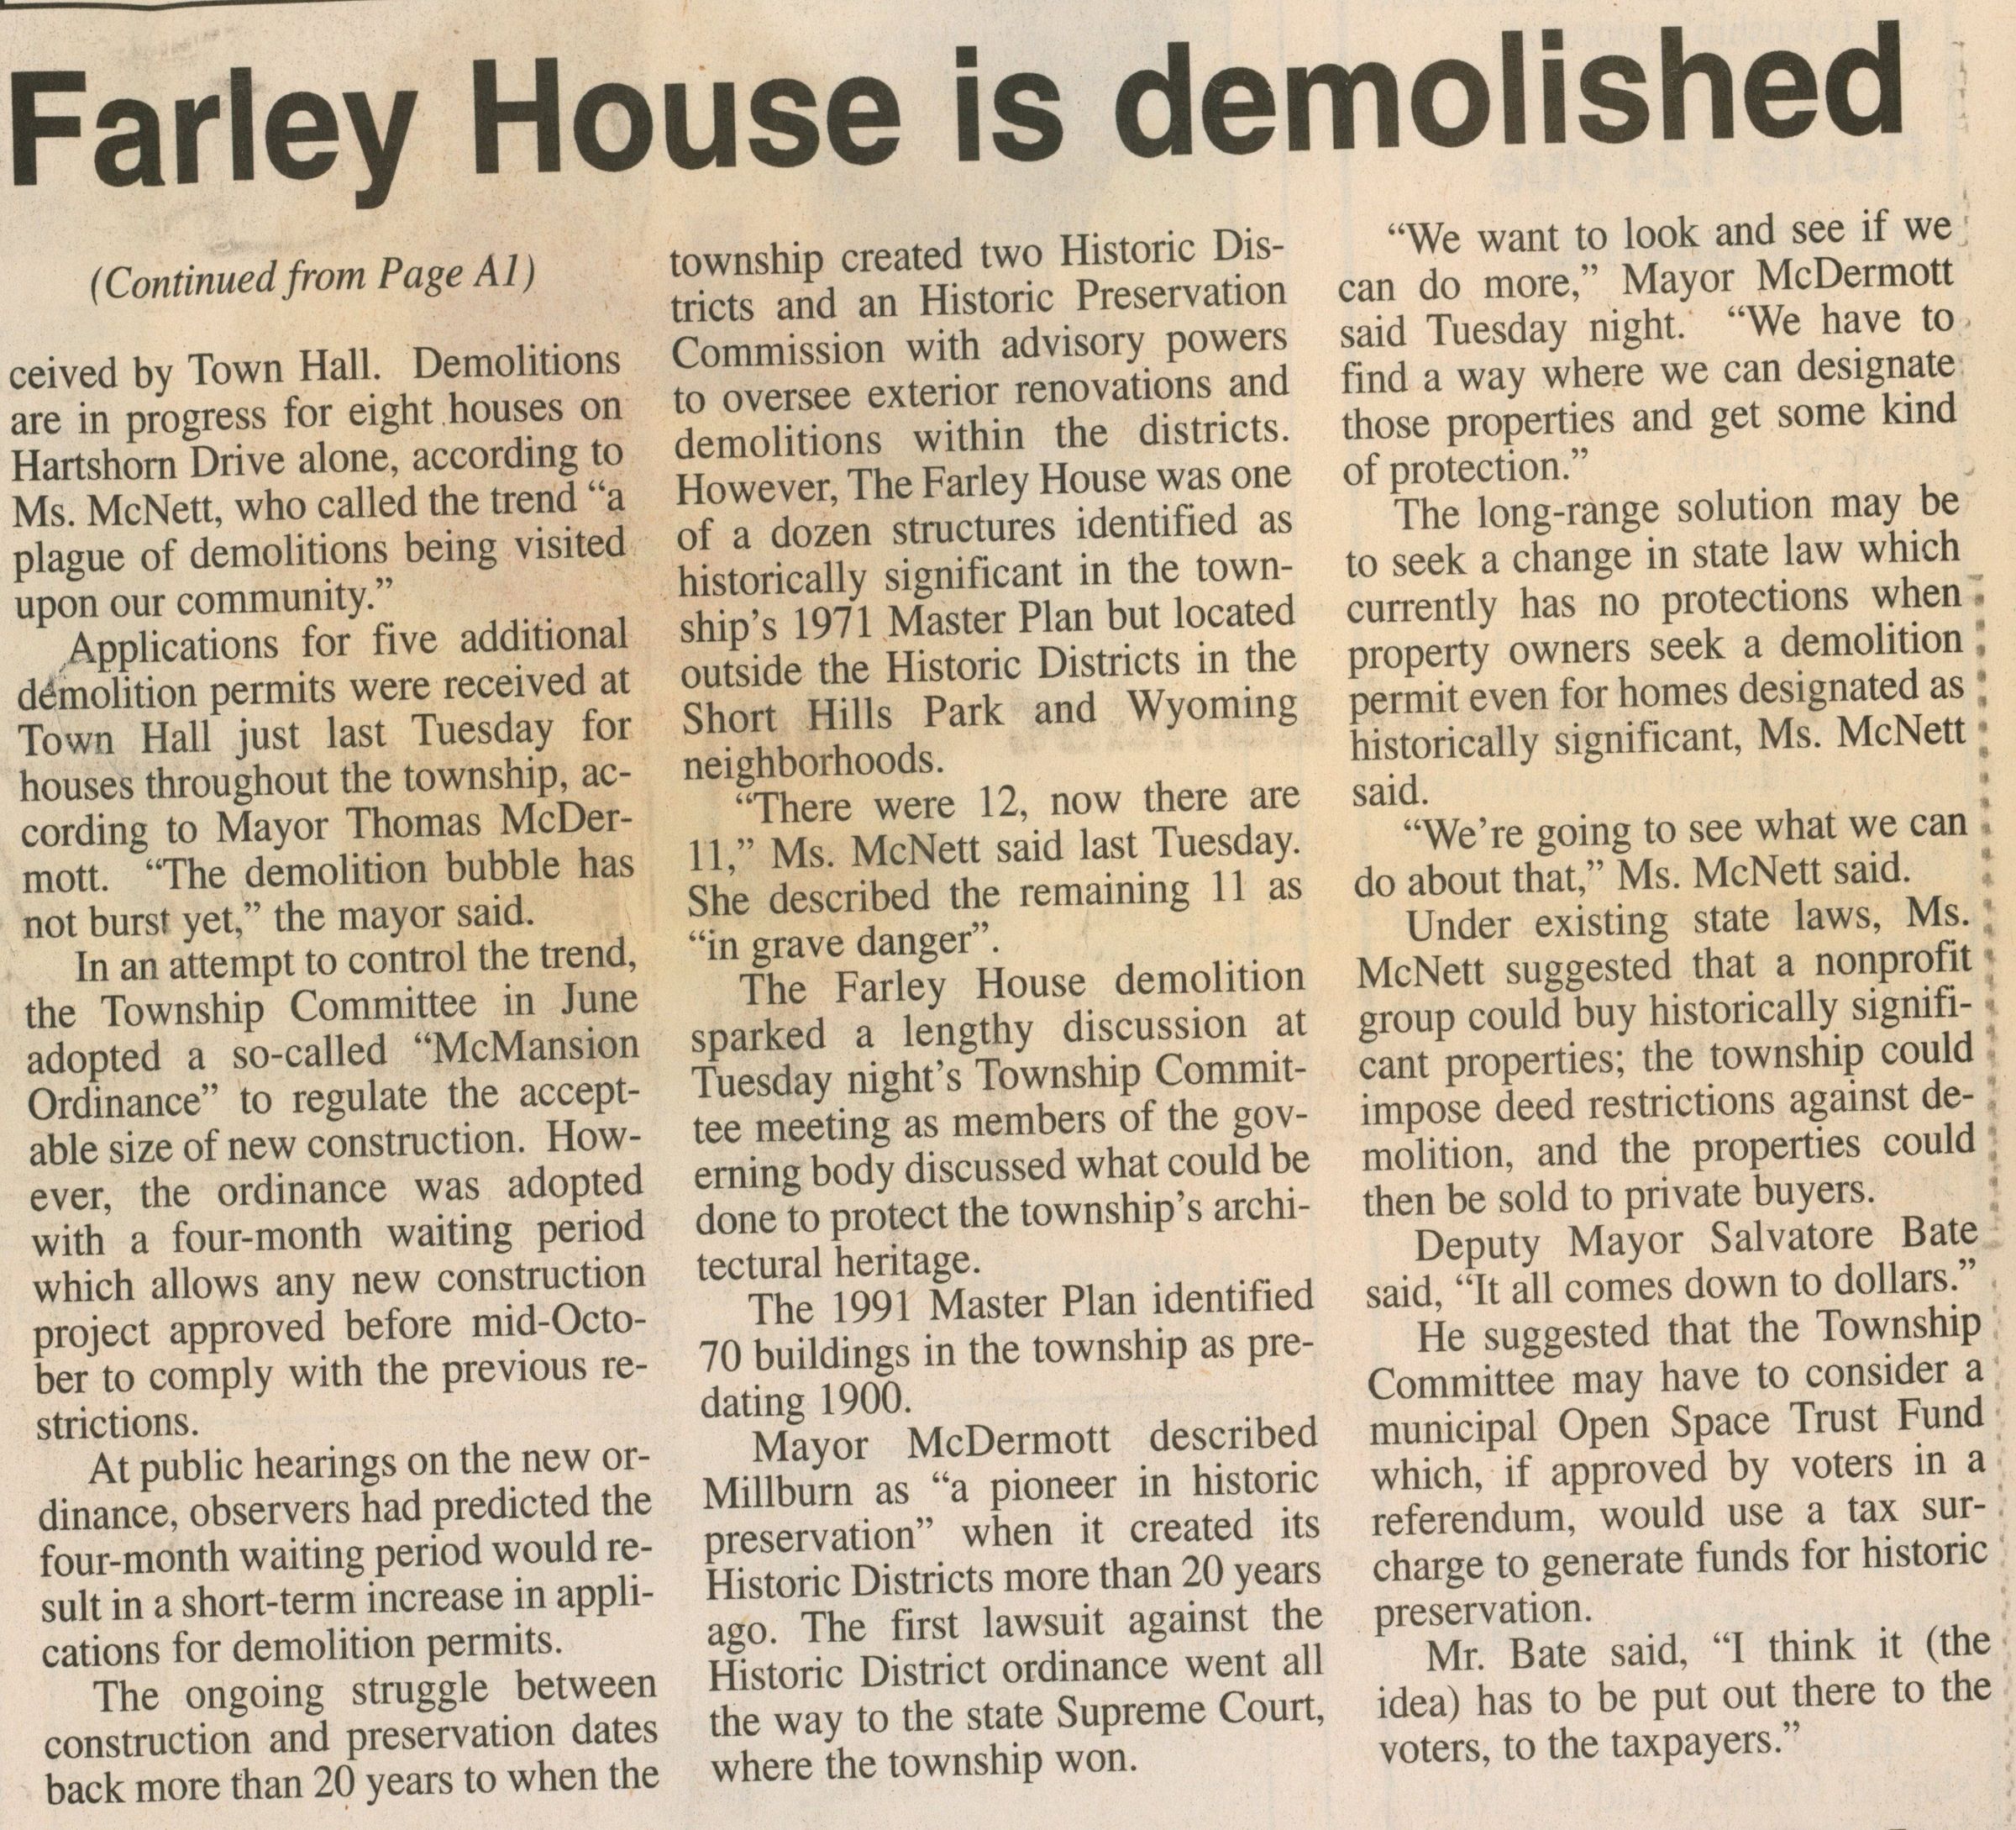 Farley House is demolished
(Continued from Page A1)
ceived by Town Hall. Demolitions
are in progress for eight houses on
Hartshorn Drive alone, according to
Ms. McNett, who called the trend “a
plague of demolitions being visited
upon our community.”
Applications for five additional
demolition permits were received at
Town Hall just last Tuesday for
houses throughout the township, ac-
cording to Mayor Thomas McDer-
mott. “The demolition bubble has
not burst yet,” the mayor said.
In an attempt to control the trend,
the Township Committee in June
adopted a so-called “McMansion
Ordinance” to regulate the accept-
able size of new construction. How-
ever, the ordinance was adopted
with a four-month waiting period
which allows any new construction
project approved before mid-Octo-
ber to comply with the previous re-
strictions.
At public hearings on the new or-
dinance, observers had predicted the
four-month waiting period would re-
sult in a short-term increase in appli-
cations for demolition permits.
The ongoing struggle between
construction and preservation dates
back more than 20 years to when the
township created two Historic Dis-
tricts and an Historic Preservation
Commission with advisory powers
to oversee exterior renovations and
demolitions within the districts.
However, The Farley House was one
of a dozen structures identified as
historically significant in the town-
ship’s 1971 Master Plan but located
outside the Historic Districts in the
Short Hills Park and Wyoming
neighborhoods.
“There were 12, now there are
11,” Ms. McNett said last Tuesday.
She described the remaining 11 as
“in grave danger”.
The Farley House demolition
sparked a lengthy discussion at
Tuesday night’s Township Commit-
tee meeting as members of the gov-
erning body discussed what could be
done to protect the township’s archi-
tectural heritage.
The 1991 Master Plan identified
70 buildings in the township as pre-
dating 1900.
Mayor McDermott described
Millburn as “a pioneer in historic
preservation” when it created its
Historic Districts more than 20 years
ago. The first lawsuit against the
Historic District ordinance went all
the way to the state Supreme Court,
where the township won.
“We want to look and see if we
can do more,” Mayor McDermott
said Tuesday night. “We have to
find a way where we can designate
those properties and get some kind
of protection.”
The long-range solution may be
to seek a change in state law which
currently has no protections when
property owners seek a demolition
permit even for homes designated as
historically significant, Ms. McNett
said.
“We’re going to see what we can
do about that,” Ms. McNett said.
Under existing state laws, Ms.
McNett suggested that a nonprofit
group could buy historically signifi-
cant properties; the township could
impose deed restrictions against de-
molition, and the properties could
then be sold to private buyers.
Deputy Mayor Salvatore Bate
said, “It all comes down to dollars.”
He suggested that the Township
Committee may have to consider a
municipal Open Space Trust Fund
which, if approved by voters in a
referendum, would use a tax sur-
charge to generate funds for historic
preservation.
Mr. Bate said, “I think it (the
idea) has to be put out there to the
voters, to the taxpayers.”